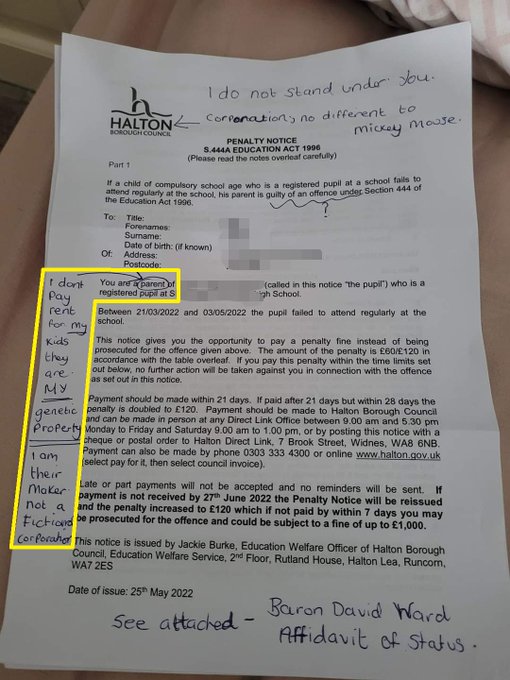 I do not stand under you.
Corporation, no different to
Mickey Mouse.
HALTON
BOROUGH COUNCIL
PENALTY NOTICE
S.444A EDUCATION ACT 1996
(Please read the notes overleaf carefully)
Part 1
If a child of compulsory school age who is a registered pupil at a school fails to
attend regularly at the school, his parent is guilty of an offence under Section 444 of
the Education Act 1996.
?
To: Title:
Forenames:
Surname:
Date of birth: (if known)
Of: Address:
Postcode:
You are a parent of (called in this notice "the pupil") who is a
registered pupil at S High School.
I dont
Pay
rent
for my
kids
they
are
MY
genetic
Property
I am
their
Maker
not a
Fictional
corporation
Between 21/03/2022 and 03/05/2022 the pupil failed to attend regularly at the
school.
This notice gives you the opportunity to pay a penalty fine instead of being
prosecuted for the offence given above. The amount of the penalty is £60/£120 in
accordance with the table overleaf. If you pay this penalty within the time limits set
out below, no further action will be taken against you in connection with the offence
as set out in this notice.
Payment should be made within 21 days. If paid after 21 days but within 28 days the
penalty is doubled to £120. Payment should be made to Halton Borough Council
and can be made in person at any Direct Link Office between 9.00 am and 5.30 pm
Monday to Friday and Saturday 9.00 am to 1.00 pm, or by posting this notice with a
cheque or postal order to Halton Direct Link, 7 Brook Street, Widnes, WA8 6NB.
Payment can also be made by phone 0303 333 4300 or online www.halton.gov.uk
(select pay for it, then select council invoice).
Late or part payments will not be accepted and no reminders will be sent. If
payment is not received by 27th June 2022 the Penalty Notice will be reissued
and the penalty increased to £120 which if not paid by within 7 days you may
be prosecuted for the offence and could be subject to a fine of up to £1,000.
This notice is issued by Jackie Burke, Education Welfare Officer of Halton Borough
Council, Education Welfare Service, 2nd Floor, Rutland House, Halton Lea, Runcorn,
WA7 2ES
Date of issue: 25th May 2022
See attached - Baron David Ward
Affidavit of Status.